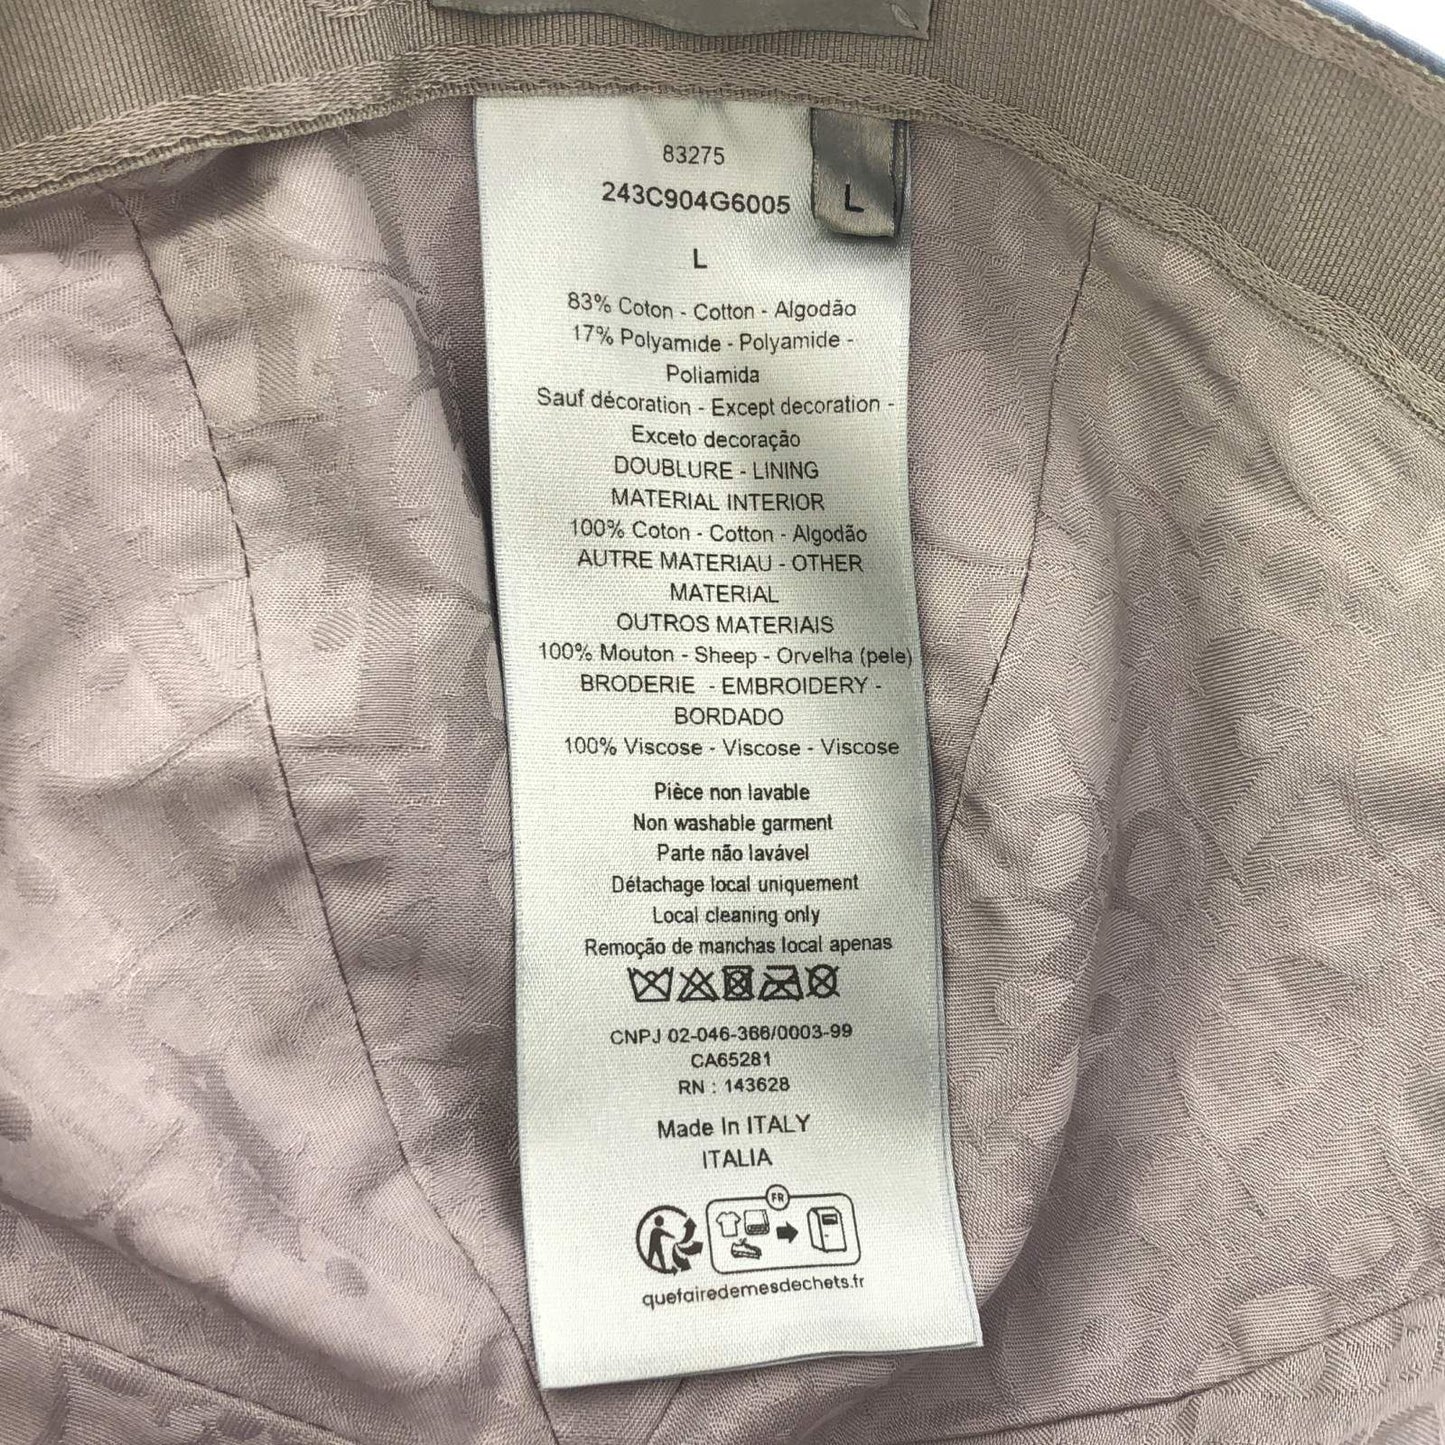 83275
243C904G6005
L
L
83% Coton - Cotton - Algodão
17% Polyamide - Polyamide -
Poliamida
Sauf décoration - Except decoration -
Exceto decoração
DOUBLURE - LINING
MATERIAL INTERIOR
100% Coton - Cotton - Algodão
AUTRE MATERIAU - OTHER
MATERIAL
OUTROS MATERIAIS
100% Mouton - Sheep - Orvelha (pele)
BRODERIE - EMBROIDERY -
BORDADO
100% Viscose - Viscose - Viscose
Pièce non lavable
Non washable garment
Parte não lavável
Détachage local uniquement
Local cleaning only
Remoção de manchas local apenas
CNPJ 02-046-366/0003-99
CA65281
RN : 143628
Made In ITALY
ITALIA
FR
quefairedemesdechets.fr